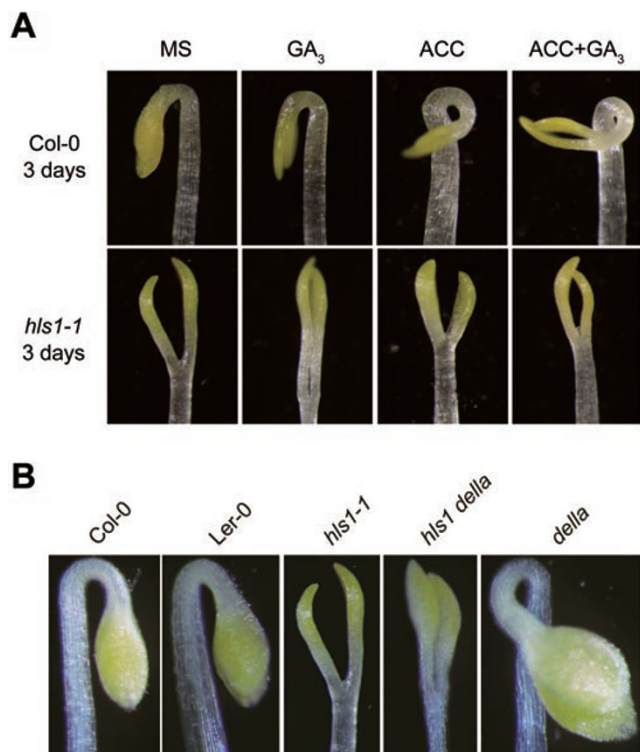 A
MS GA3 ACC ACC+GA3
Col-0
3 days
hls1-1
3 days
B
Col-0 Ler-0 hls1-1 hls1 della della